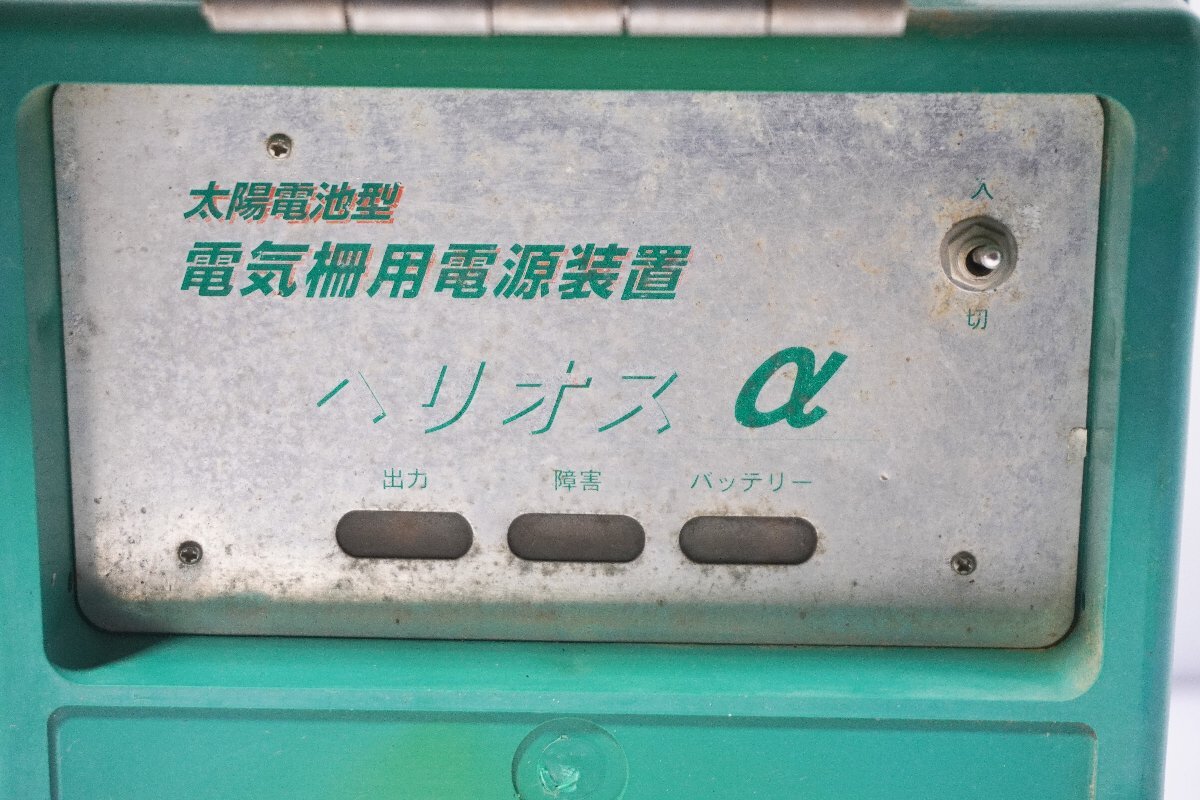 太陽電池型
電気柵用電源装置
ヘリオス α
入
切
出力 障害 バッテリー